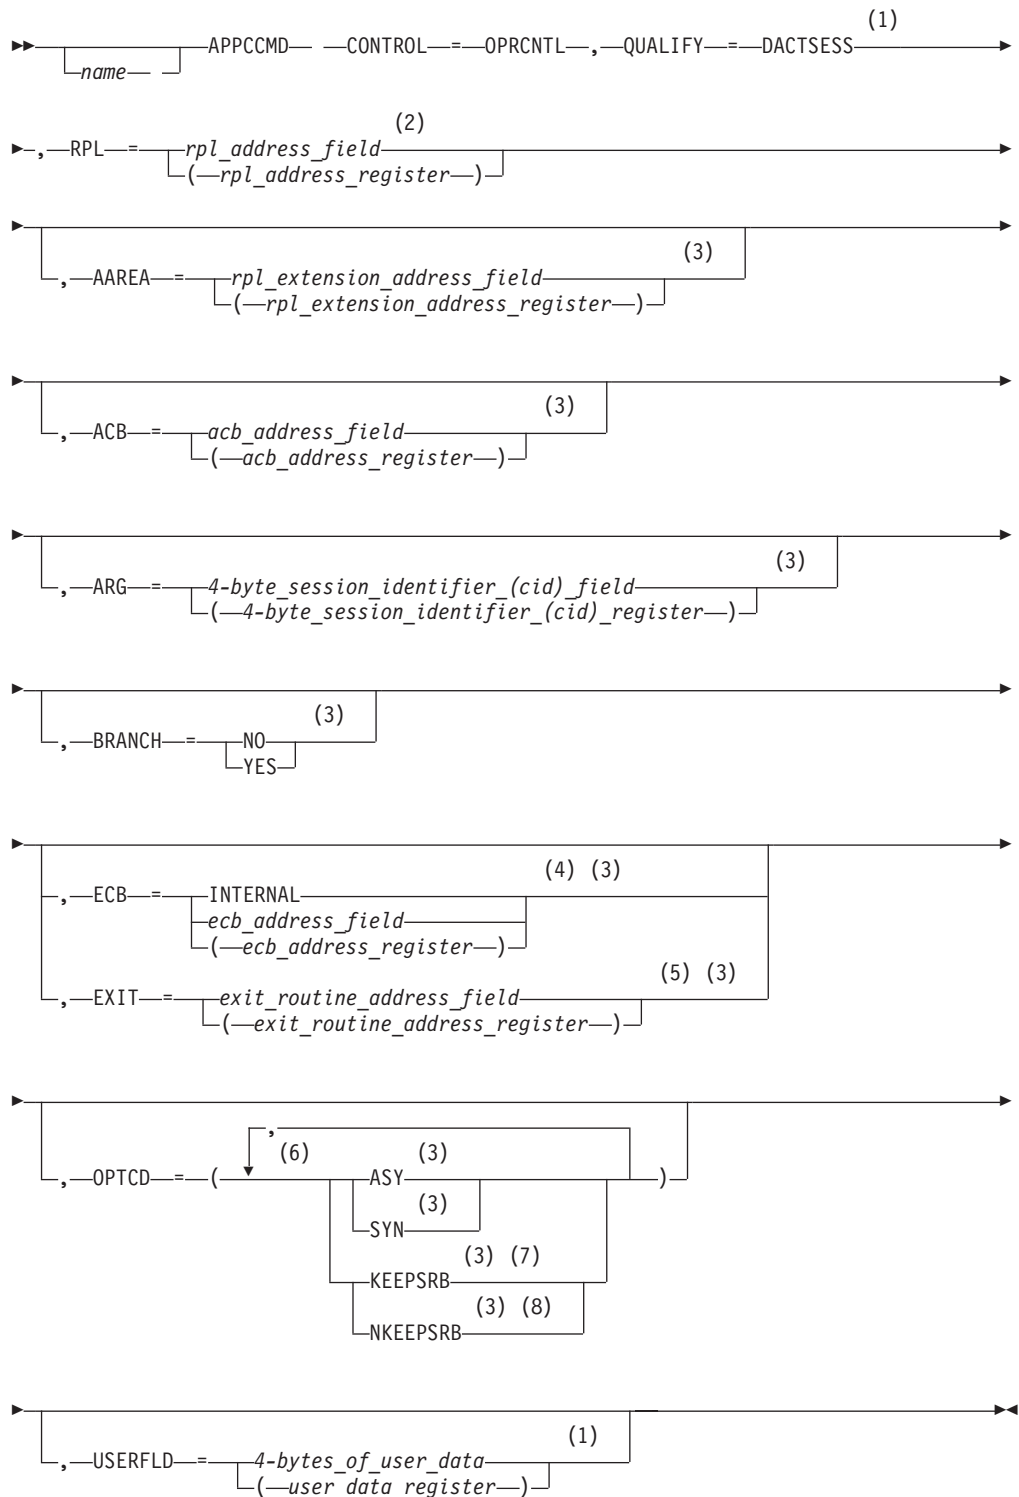 (1)
APPCCMD CONTROL = OPRCNTL , QUALIFY = DACTSESS
name
(2)
, RPL = rpl_address_field
( rpl_address_register )
(3)
, AAREA = rpl_extension_address_field
( rpl_extension_address_register )
(3)
, ACB = acb_address_field
( acb_address_register )
(3)
, ARG = 4-byte_session_identifier_(cid)_field
( 4-byte_session_identifier_(cid)_register )
(3)
, BRANCH = NO
YES
(4) (3)
, ECB = INTERNAL
ecb_address_field
( ecb_address_register )
(5) (3)
, EXIT = exit_routine_address_field
( exit_routine_address_register )
,
(6) (3)
, OPTCD = ( ASY )
(3)
SYN
(3) (7)
KEEPSRB
(3) (8)
NKEEPSRB
(1)
, USERFLD = 4-bytes_of_user_data
( user_data_register )